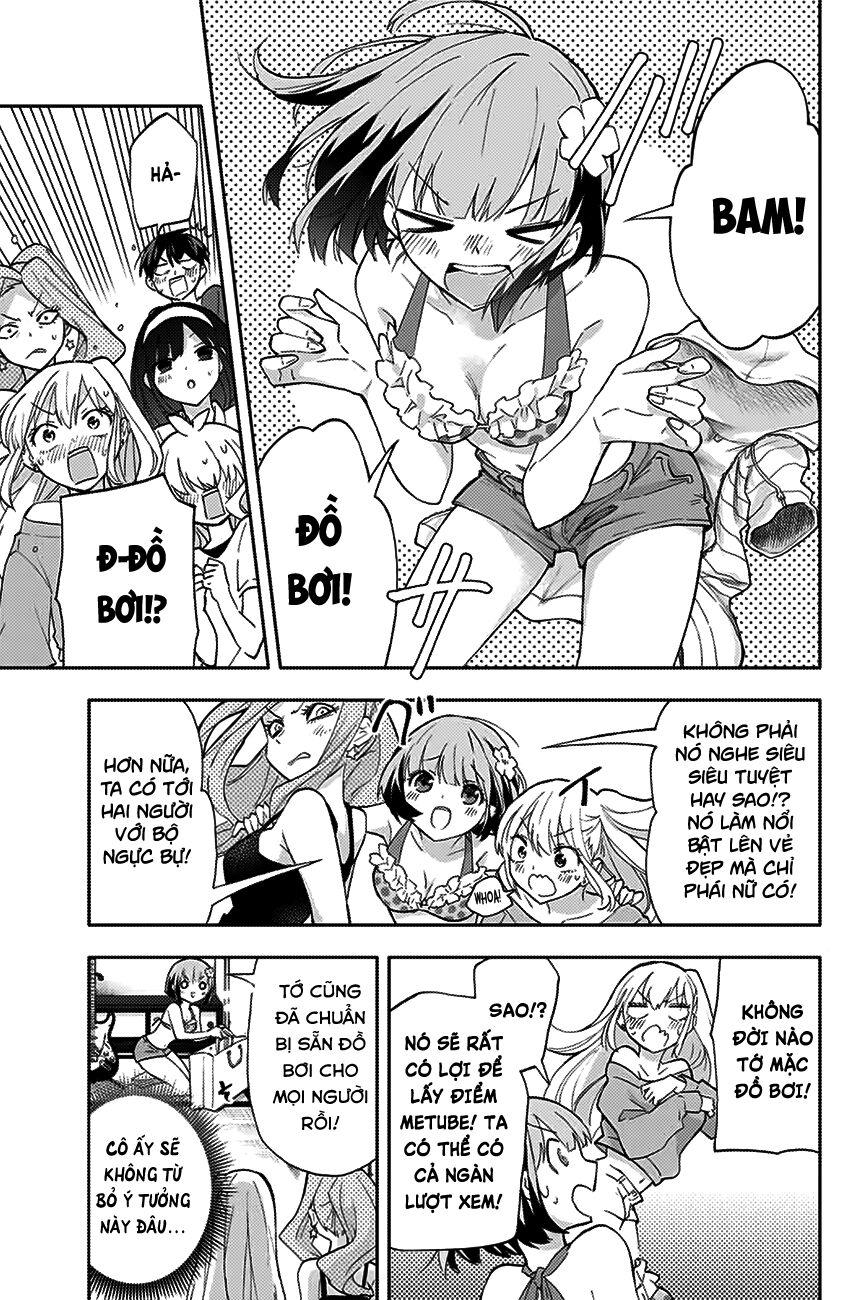 BAM!
ĐỒ
BƠI!
HẢ-
Đ-ĐỒ
BƠI!?
KHÔNG PHẢI
NÓ NGHE SIÊU
SIÊU TUYỆT
HAY SAO!?
NÓ LÀM NỔI
BẬT LÊN VẺ
ĐẸP MÀ CHỈ
PHÁI NỮ CÓ!
WHOA!
グ
グ
HƠN NỮA,
TA CÓ TỚI
HAI NGƯỜI
VỚI BỘ
NGỰC BỰ!
KHÔNG
ĐỜI NÀO
TỚ MẶC
ĐỒ BƠI!
SAO!?
NÓ SẼ RẤT
CÓ LỢI ĐỂ
LẤY ĐIỂM
METUBE! TA
CÓ THỂ CÓ
CẢ NGÀN
LƯỢT XEM!
TỚ CŨNG
ĐÃ CHUẨN
BỊ SẴN ĐỒ
BƠI CHO
MỌI NGƯỜI
RỒI!
CÔ ẤY SẼ
KHÔNG TỪ
BỎ Ý TƯỞNG
NÀY ĐÂU...